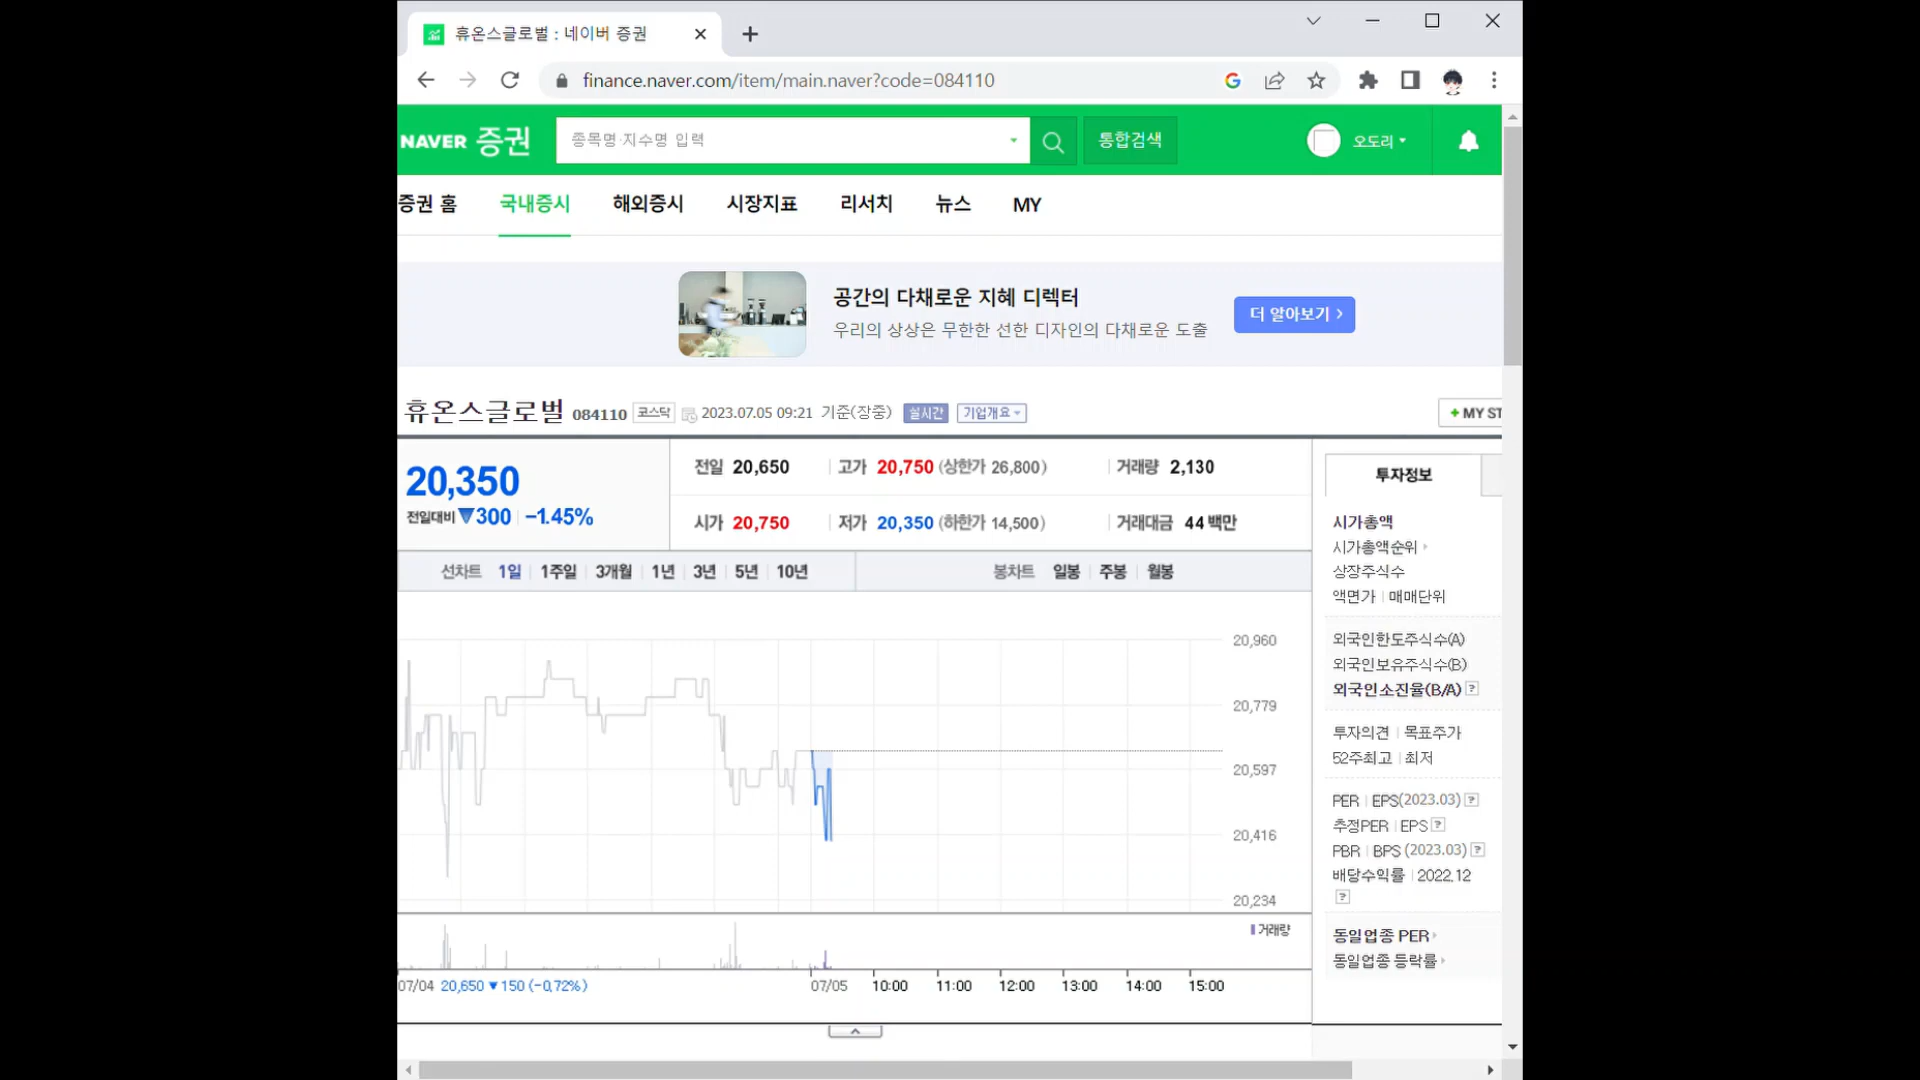 휴온스글로벌 : 네이버 증권
finance.naver.com/item/main.naver?code=084110
NAVER 증권
종목명·지수명 입력
통합검색
오도리
증권 홈 국내증시 해외증시 시장지표 리서치 뉴스 MY
공간의 다채로운 지혜 디렉터
우리의 상상은 무한한 선한 디자인의 다채로운 도출
더 알아보기
휴온스글로벌 084110 코스닥 2023.07.05 09:21 기준(장중) 실시간 기업개요
+ MY ST
20,350
전일대비 ▼300 −1.45%
전일 20,650 고가 20,750 (상한가 26,800) 거래량 2,130
시가 20,750 저가 20,350 (하한가 14,500) 거래대금 44 백만
선차트 1일 1주일 3개월 1년 3년 5년 10년 봉차트 일봉 주봉 월봉
20,960
20,779
20,597
20,416
20,234
거래량
07/04 20,650 ▼150 (−0.72%)
07/05 10:00 11:00 12:00 13:00 14:00 15:00
투자정보
시가총액
시가총액순위
상장주식수
액면가 | 매매단위
외국인한도주식수(A)
외국인보유주식수(B)
외국인소진율(B/A) ?
투자의견 | 목표주가
52주최고 | 최저
PER | EPS(2023.03) ?
추정PER | EPS ?
PBR | BPS (2023.03) ?
배당수익률 | 2022.12
?
동일업종 PER
동일업종 등락률